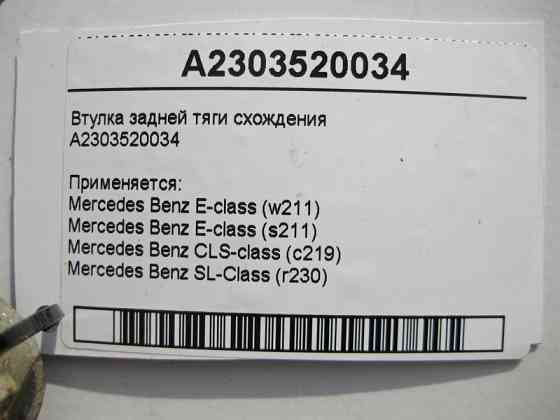 A2303520034
Втулка задней тяги схождения
A2303520034
Применяется:
Mercedes Benz E-class (w211)
Mercedes Benz E-class (s211)
Mercedes Benz CLS-class (c219)
Mercedes Benz SL-Class (r230)